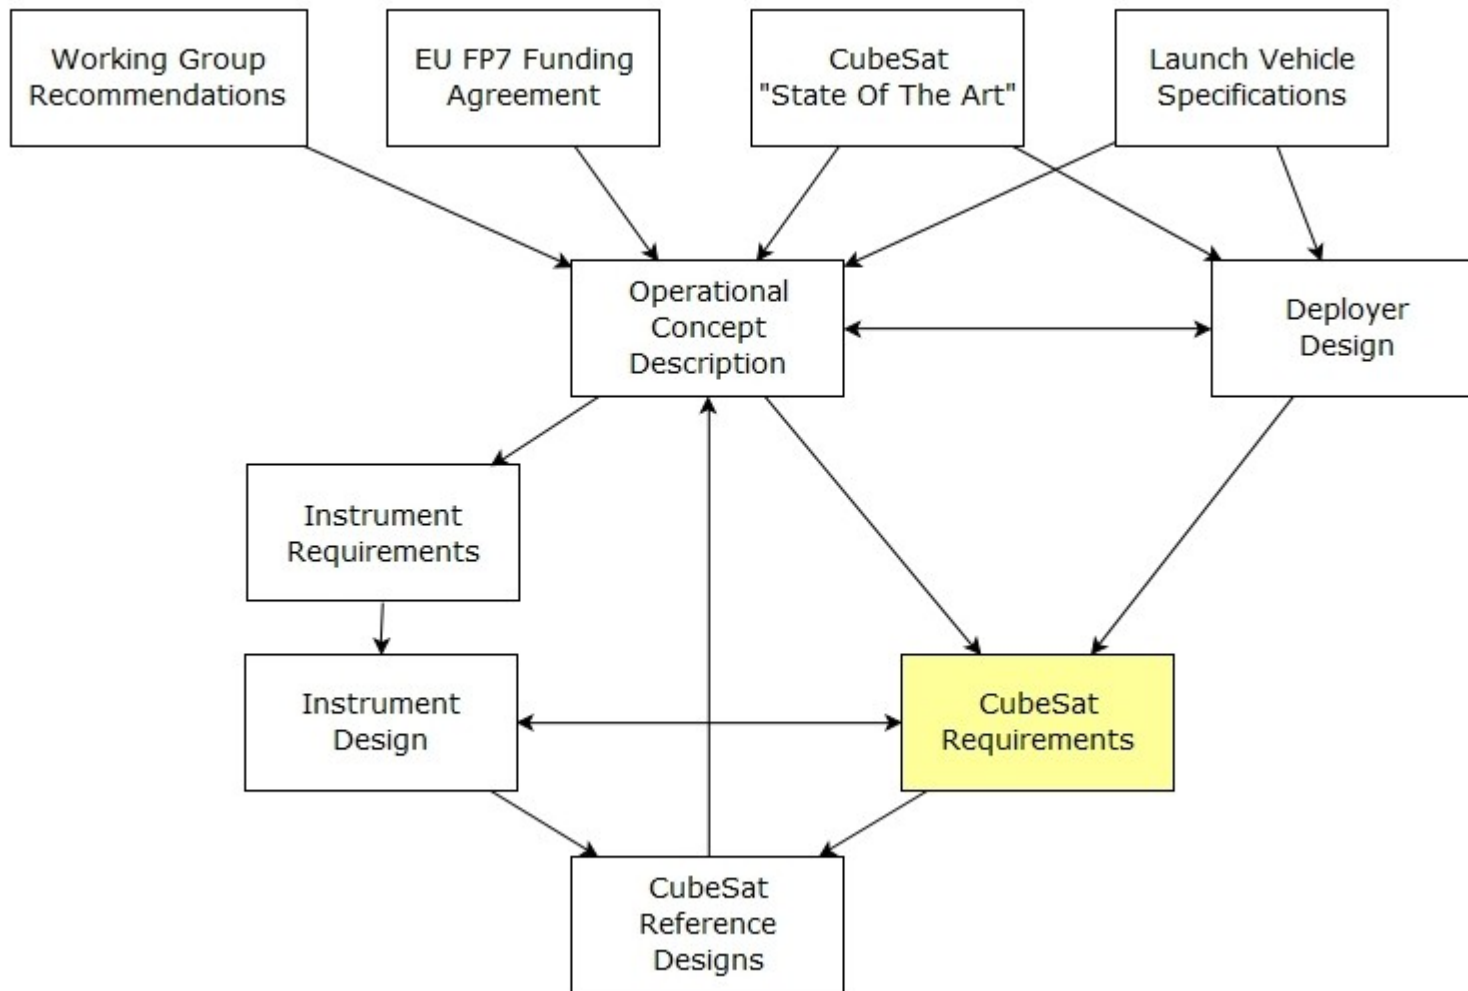 Working Group
Recommendations
EU FP7 Funding
Agreement
CubeSat
"State Of The Art"
Launch Vehicle
Specifications
Operational
Concept
Description
Deployer
Design
Instrument
Requirements
Instrument
Design
CubeSat
Requirements
CubeSat
Reference
Designs